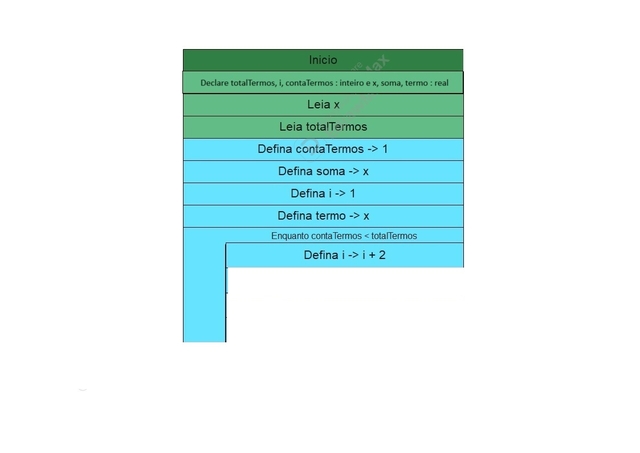 Inicio
Declare totalTermos, i, contaTermos : inteiro e x, soma, termo : real
Leia x
Leia totalTermos
Defina contaTermos -> 1
Defina soma -> x
Defina i -> 1
Defina termo -> x
Enquanto contaTermos < totalTermos
Defina i -> i + 2